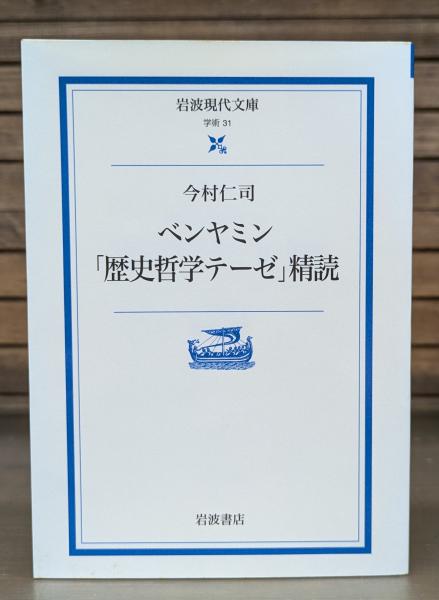 岩波現代文庫
学術 31
今村仁司
ベンヤミン
「歴史哲学テーゼ」精読
岩波書店